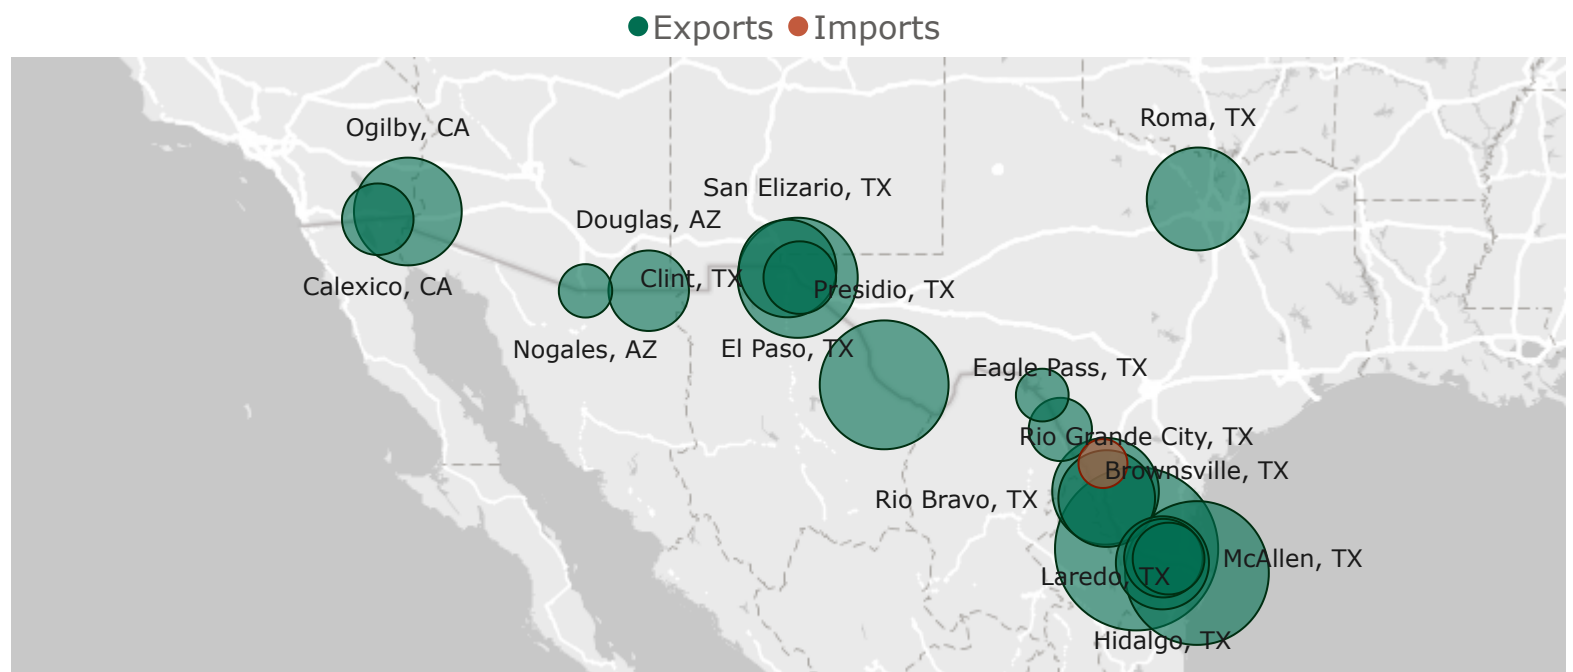 Exports Imports
Roma, TX
Ogilby, CA
San Elizario, TX
Douglas, AZ
Clint, TX
Calexico, CA
Presidio, TX
Nogales, AZ
El Paso, TX
Eagle Pass, TX
Rio Grande City, TX
Brownsville, TX
Rio Bravo, TX
McAllen, TX
Laredo, TX
Hidalgo, TX